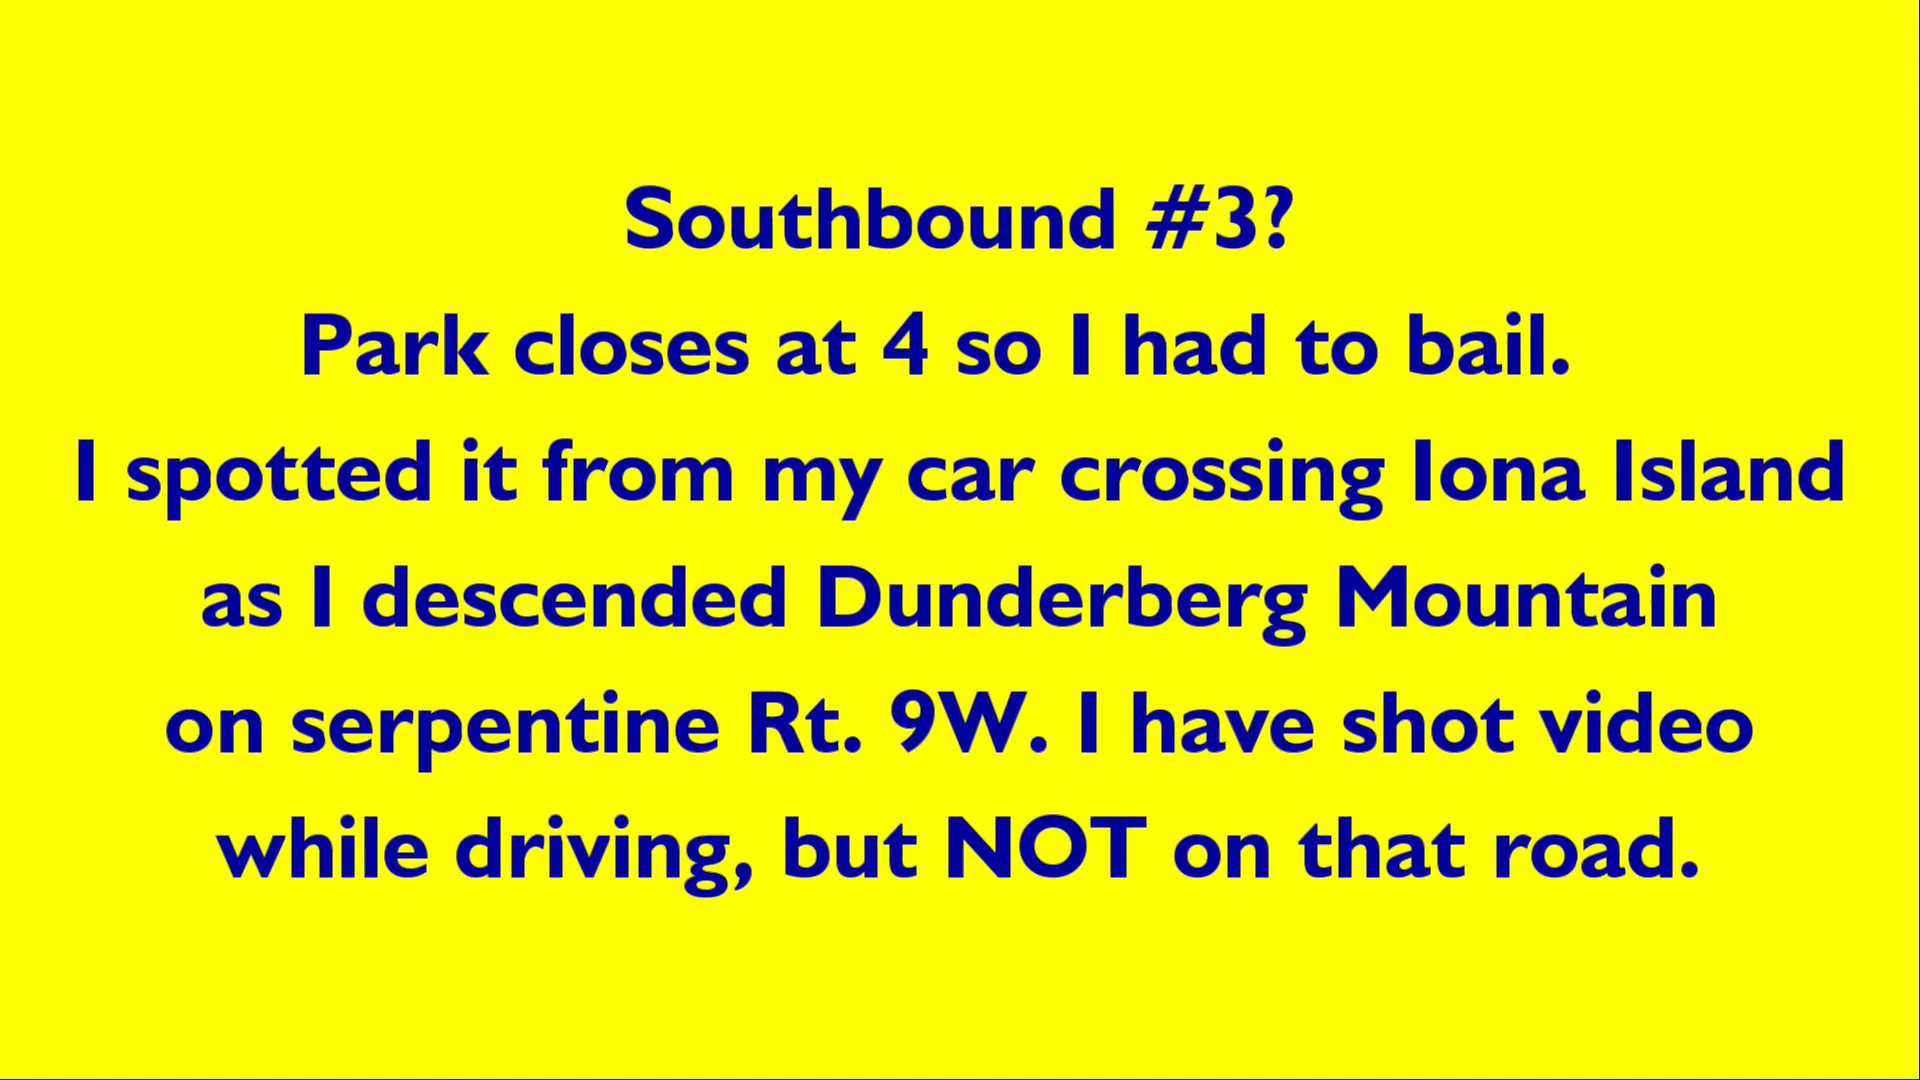 Southbound #3?
Park closes at 4 so I had to bail.
I spotted it from my car crossing Iona Island
as I descended Dunderberg Mountain
on serpentine Rt. 9W. I have shot video
while driving, but NOT on that road.